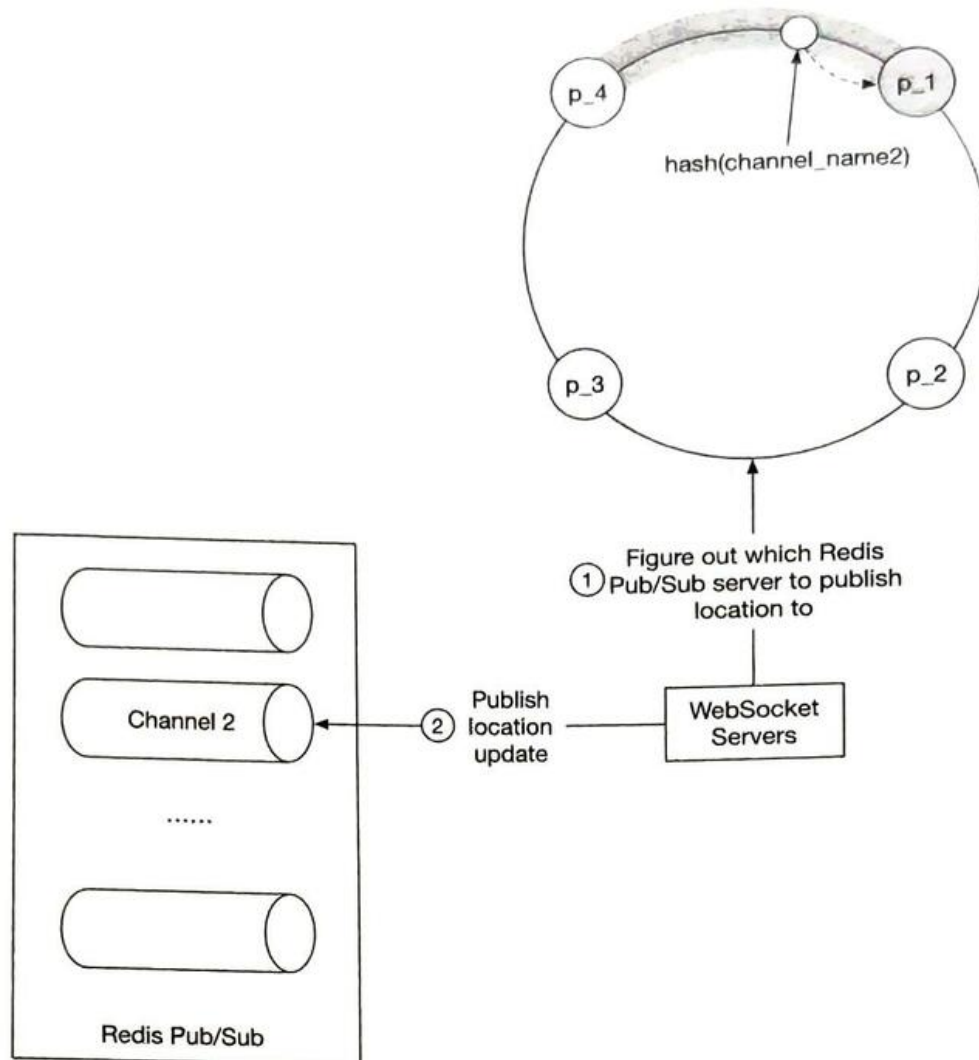 p_4
p_1
hash(channel_name2)
p_3
p_2
Figure out which Redis
1 Pub/Sub server to publish
location to
Channel 2
2
Publish
location
update
WebSocket
Servers
......
Redis Pub/Sub